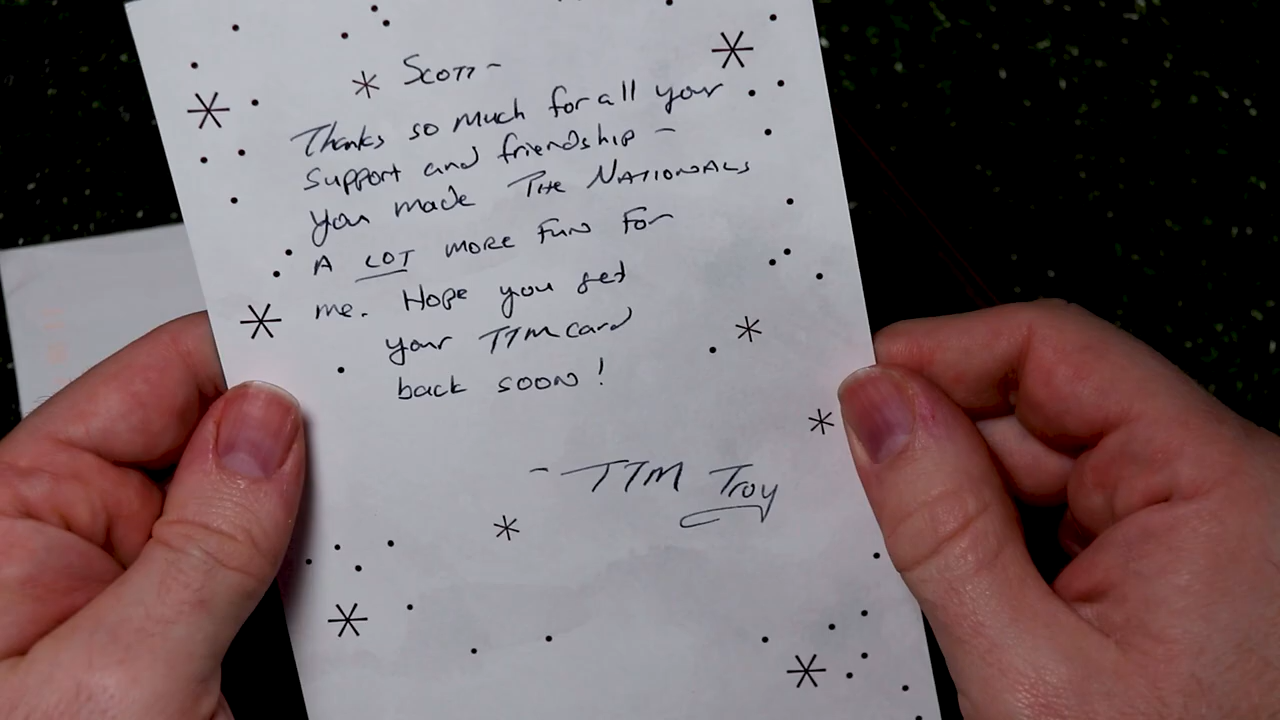 Scott -
Thanks so much for all your
support and friendship -
you made The Nationals
A LOT more fun for
me. Hope you get
your TTM card
back soon!
- TTM Troy